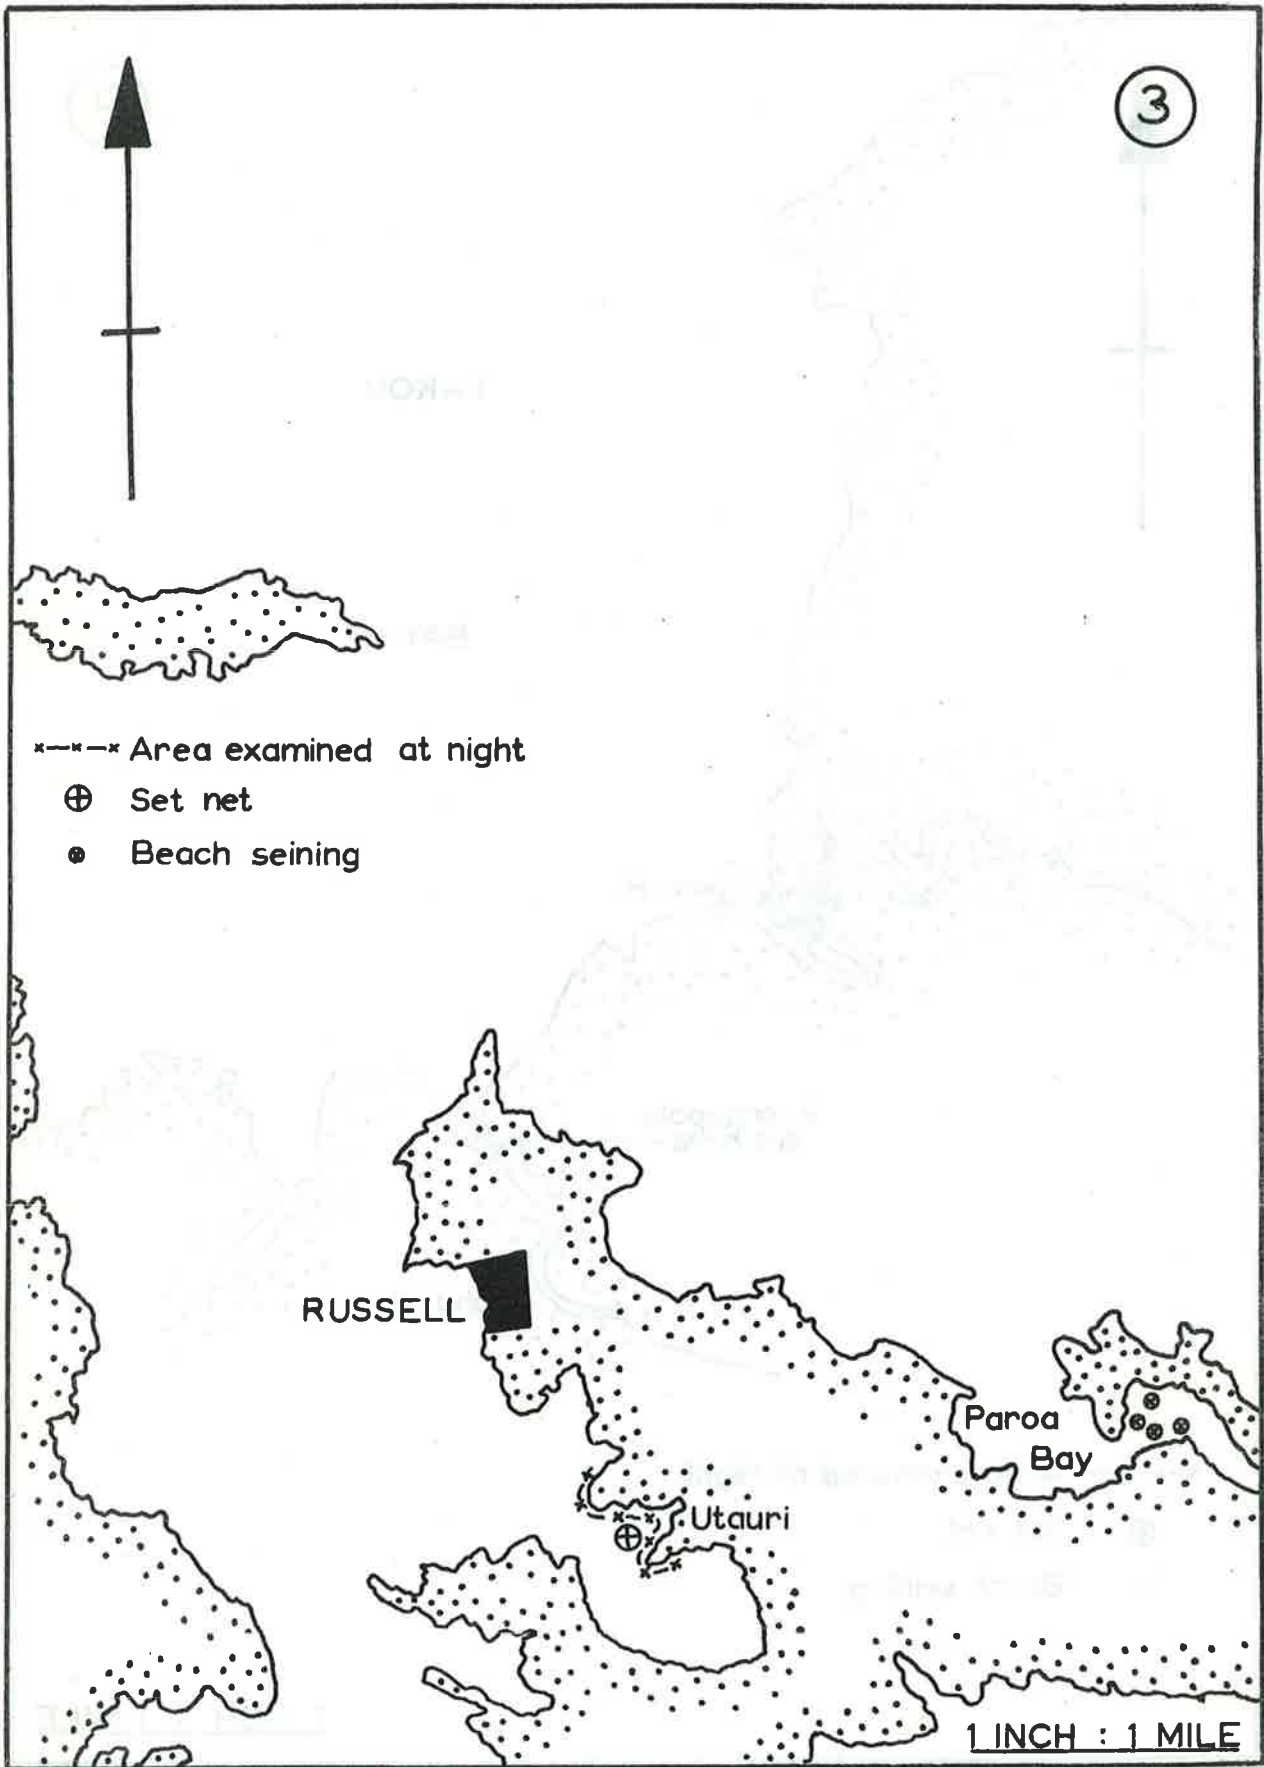 3
Area examined at night
Set net
Beach seining
RUSSELL
Paroa
Bay
Utauri
1 INCH : 1 MILE